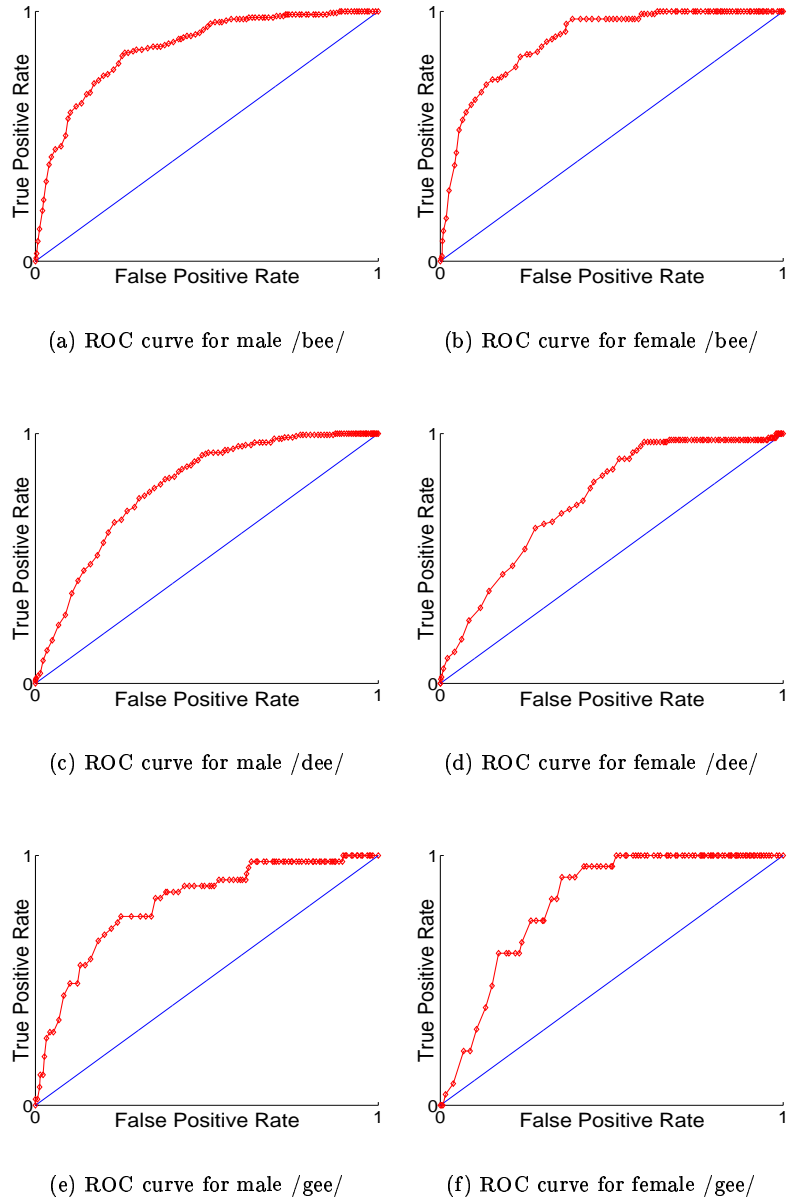 1
True Positive Rate
0
0
False Positive Rate
1
(a) ROC curve for male /bee/
1
True Positive Rate
0
0
False Positive Rate
1
(b) ROC curve for female /bee/
1
True Positive Rate
0
0
False Positive Rate
1
(c) ROC curve for male /dee/
1
True Positive Rate
0
0
False Positive Rate
1
(d) ROC curve for female /dee/
1
True Positive Rate
0
0
False Positive Rate
1
(e) ROC curve for male /gee/
1
True Positive Rate
0
0
False Positive Rate
1
(f) ROC curve for female /gee/